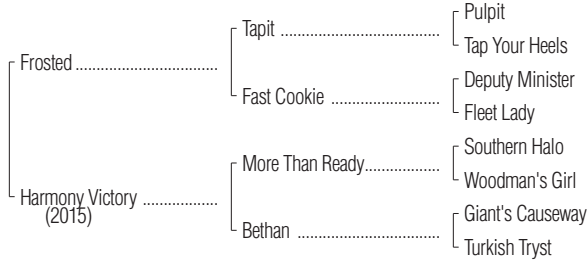 Pulpit
Tapit
Tap Your Heels
Frosted
Deputy Minister
Fast Cookie
Fleet Lady
Southern Halo
More Than Ready
Woodman's Girl
Harmony Victory
(2015)
Giant's Causeway
Bethan
Turkish Tryst